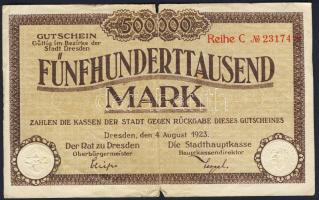 500000
GUTSCHEIN
Gültig im Bezirke der
Stadt Dresden
Reihe C № 23174
FÜNFHUNDERTTAUSEND
MARK
ZAHLEN DIE KASSEN DER STADT GEGEN RÜCKGABE DIESES GUTSCHEINES
Dresden, den 4 August 1923.
Der Rat zu Dresden Die Stadthauptkasse
Oberbürgermeister Hauptkassendirektor